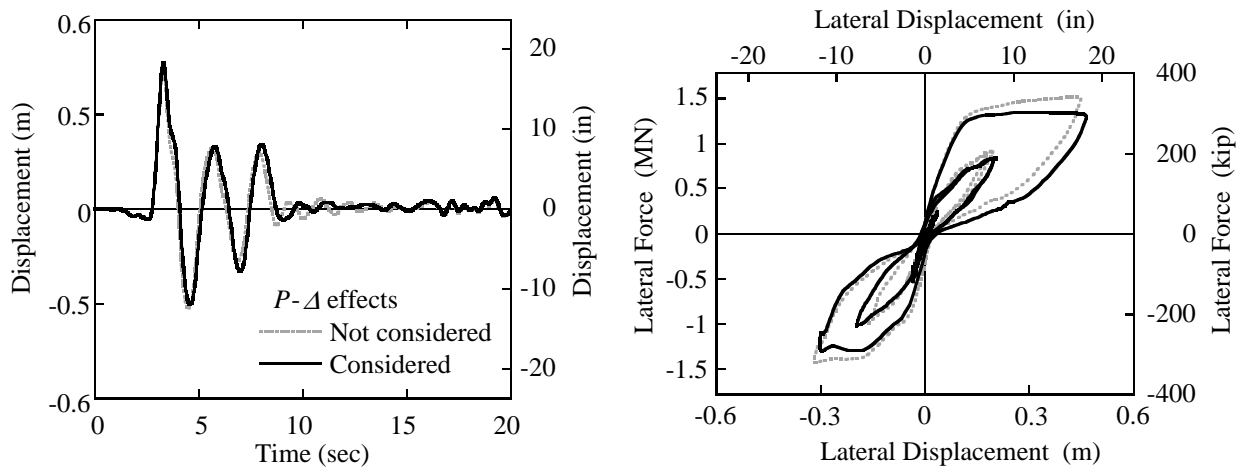 0.6
0.5
0
-0.5
-0.6
Displacement (m)
20
10
0
-10
-20
Displacement (in)
P-Δ effects
Not considered
Considered
0 5 10 15 20
Time (sec)
Lateral Displacement (in)
-20 -10 0 10 20
1.5
1
0.5
0
-0.5
-1
-1.5
Lateral Force (MN)
400
200
0
-200
-400
Lateral Force (kip)
-0.6 -0.3 0 0.3 0.6
Lateral Displacement (m)